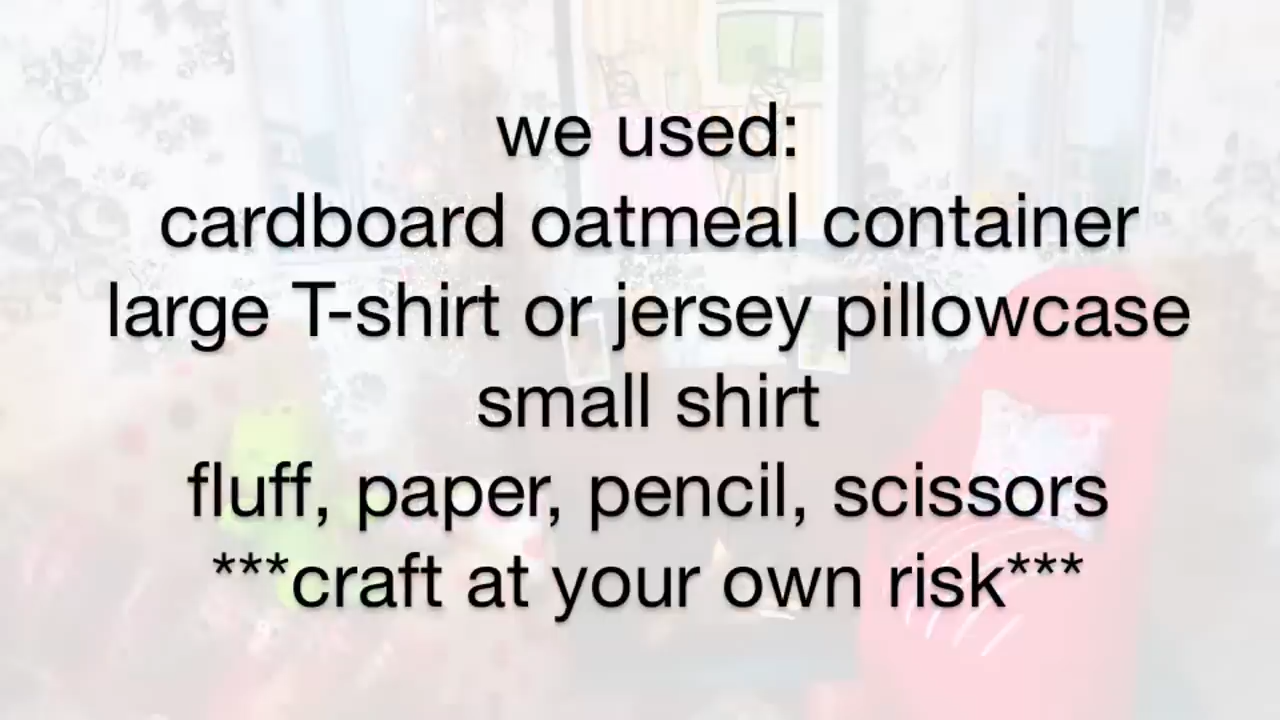 we used:
cardboard oatmeal container
large T-shirt or jersey pillowcase
small shirt
fluff, paper, pencil, scissors
***craft at your own risk***